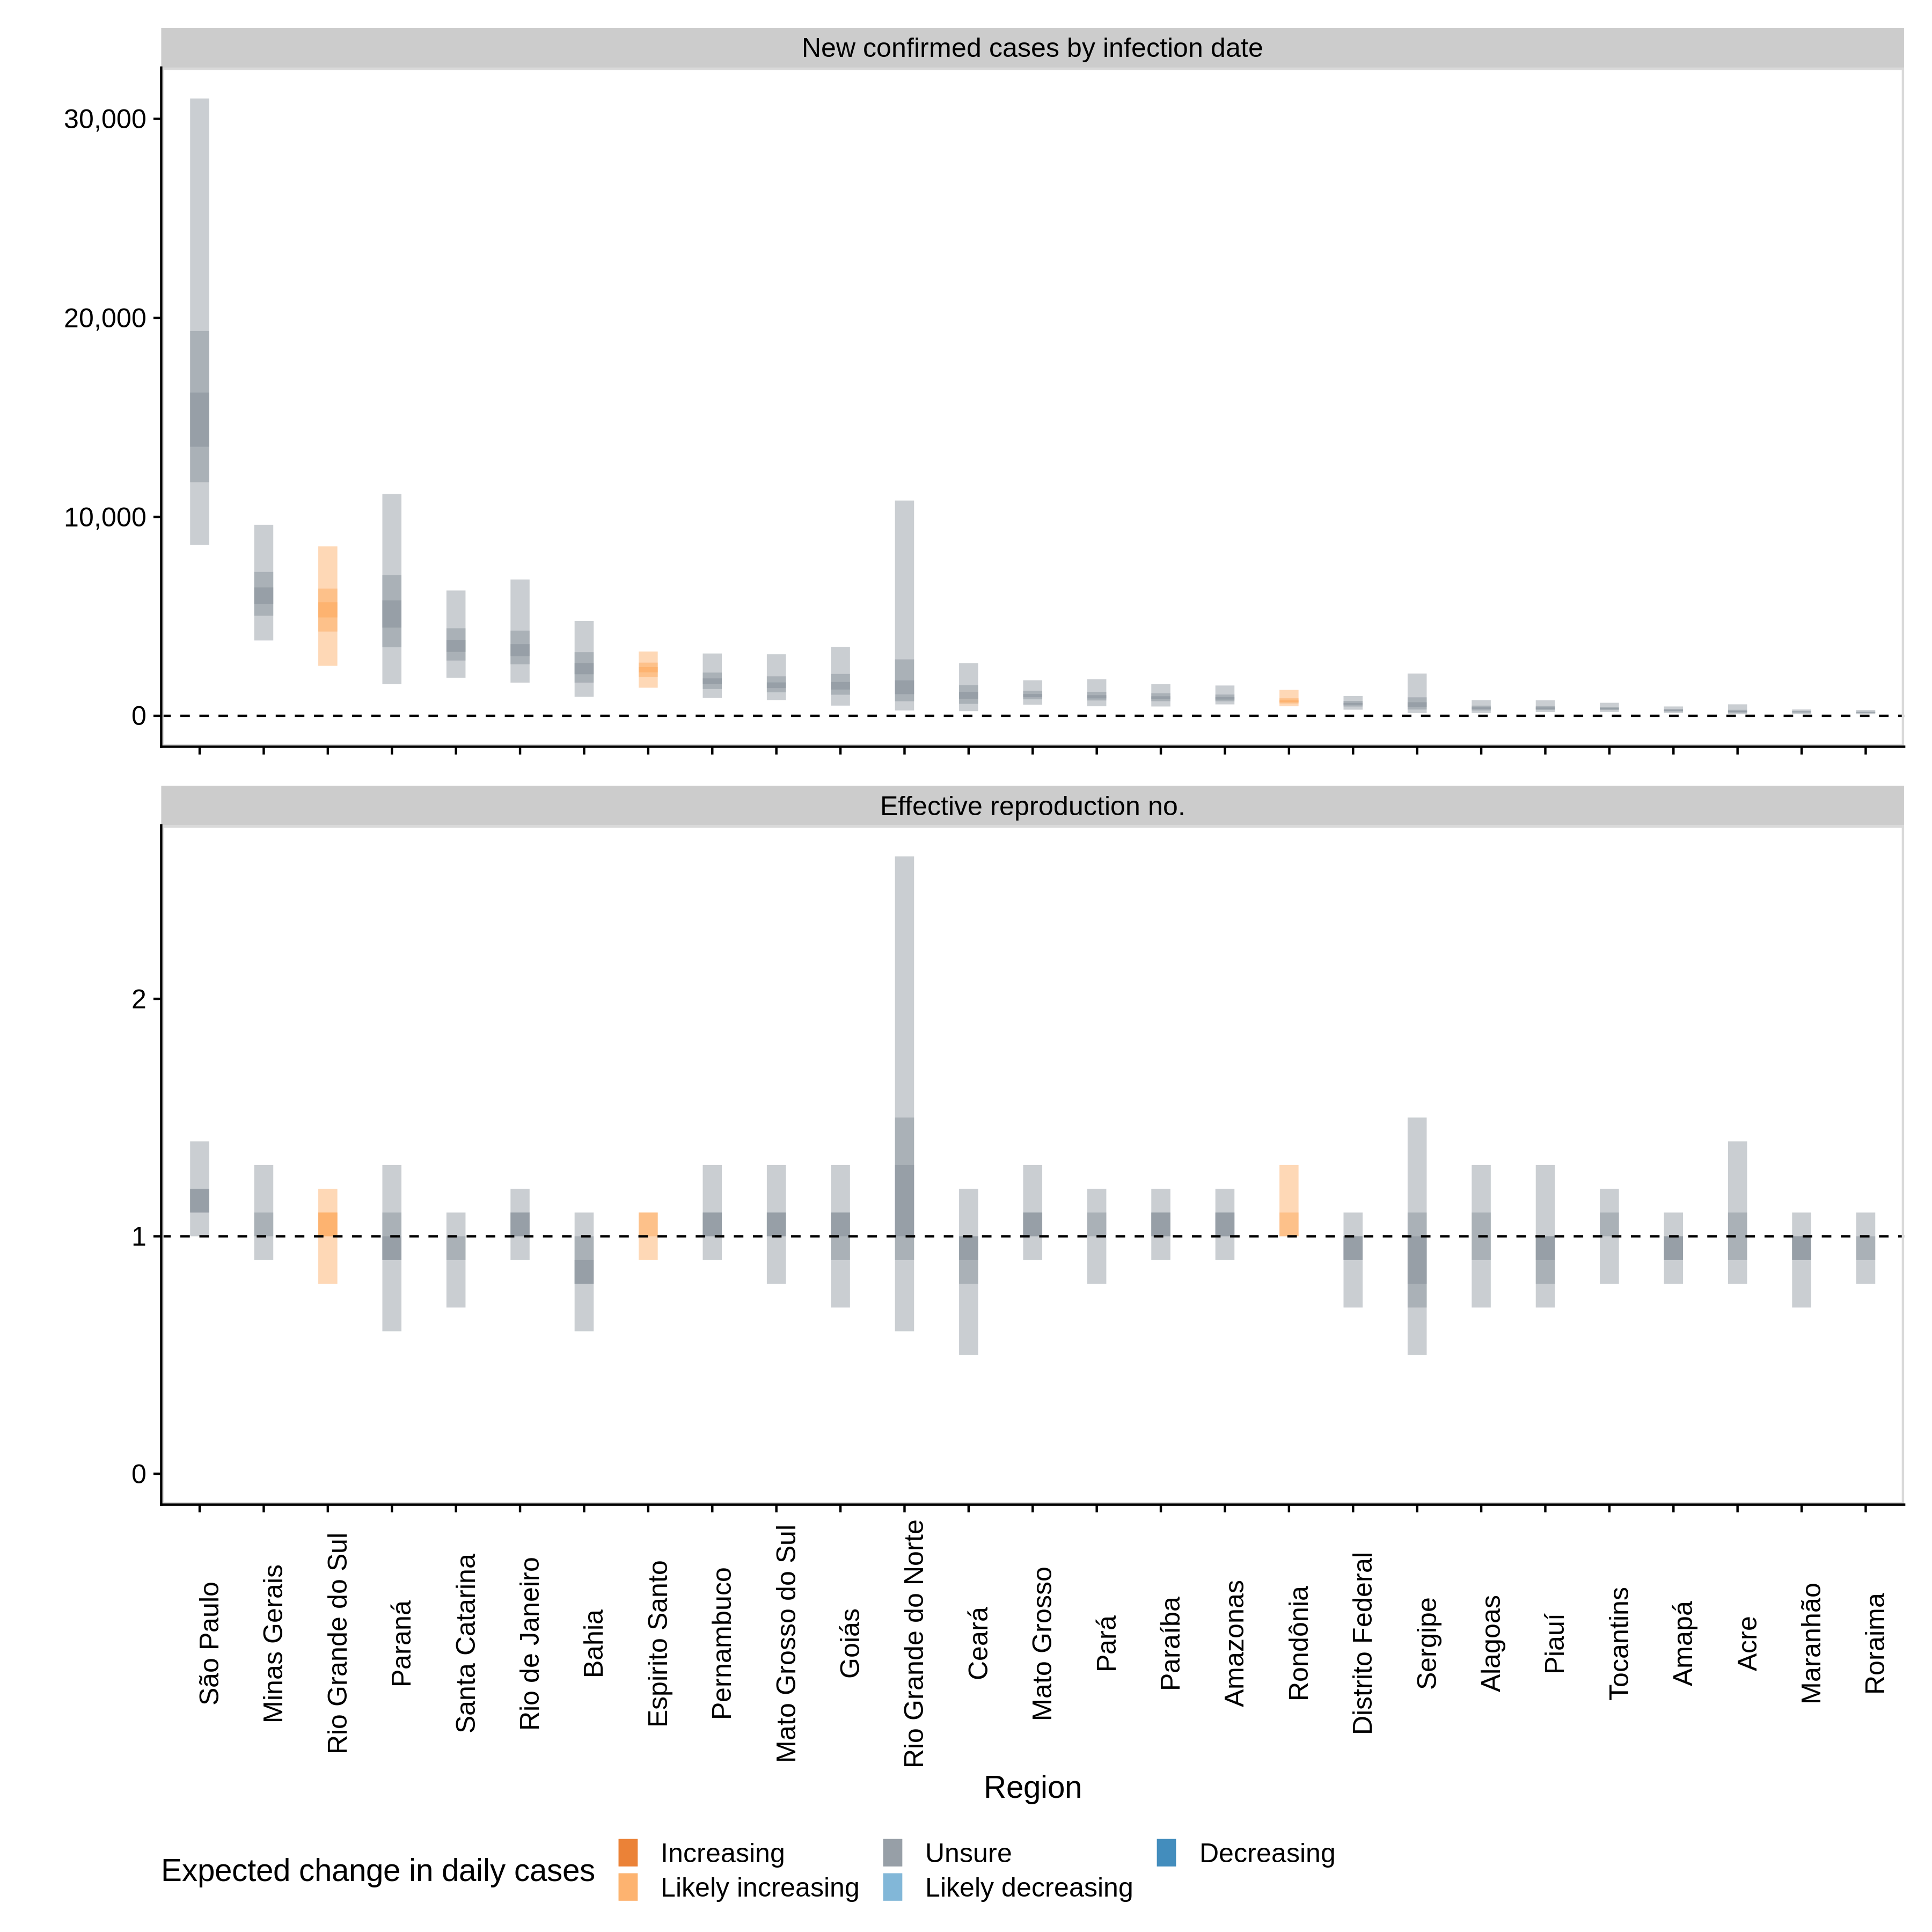 New confirmed cases by infection date
30,000
20,000
10,000
0
Effective reproduction no.
2
1
0
São Paulo
Minas Gerais
Rio Grande do Sul
Paraná
Santa Catarina
Rio de Janeiro
Bahia
Espirito Santo
Pernambuco
Mato Grosso do Sul
Goiás
Rio Grande do Norte
Ceará
Mato Grosso
Pará
Paraíba
Amazonas
Rondônia
Distrito Federal
Sergipe
Alagoas
Piauí
Tocantins
Amapá
Acre
Maranhão
Roraima
Region
Expected change in daily cases
Increasing
Likely increasing
Unsure
Likely decreasing
Decreasing